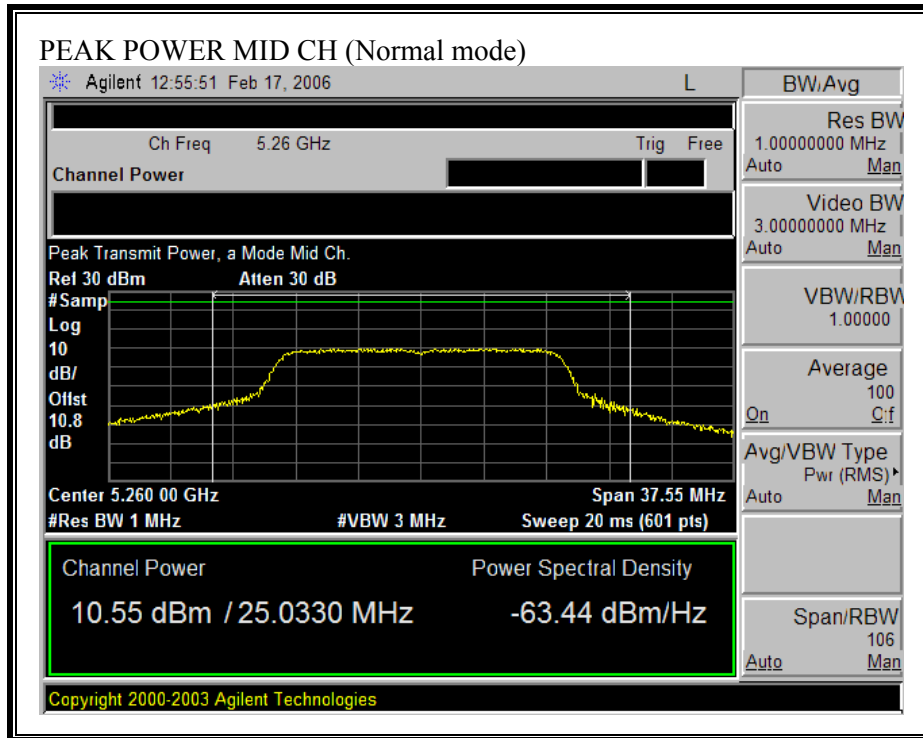 PEAK POWER MID CH (Normal mode)
Agilent 12:55:51 Feb 17, 2006 L
BW/Avg
Ch Freq 5.26 GHz Trig Free
Channel Power
Res BW
1.00000000 MHz
Auto Man
Video BW
3.00000000 MHz
Auto Man
VBW/RBW
1.00000
Average
100
On Off
Avg/VBW Type
Pwr (RMS)
Auto Man
Span/RBW
106
Auto Man
Peak Transmit Power, a Mode Mid Ch.
Ref 30 dBm Atten 30 dB
#Samp
Log
10
dB/
Offst
10.8
dB
Center 5.260 00 GHz Span 37.55 MHz
#Res BW 1 MHz #VBW 3 MHz Sweep 20 ms (601 pts)
Channel Power Power Spectral Density
10.55 dBm / 25.0330 MHz -63.44 dBm/Hz
Copyright 2000-2003 Agilent Technologies